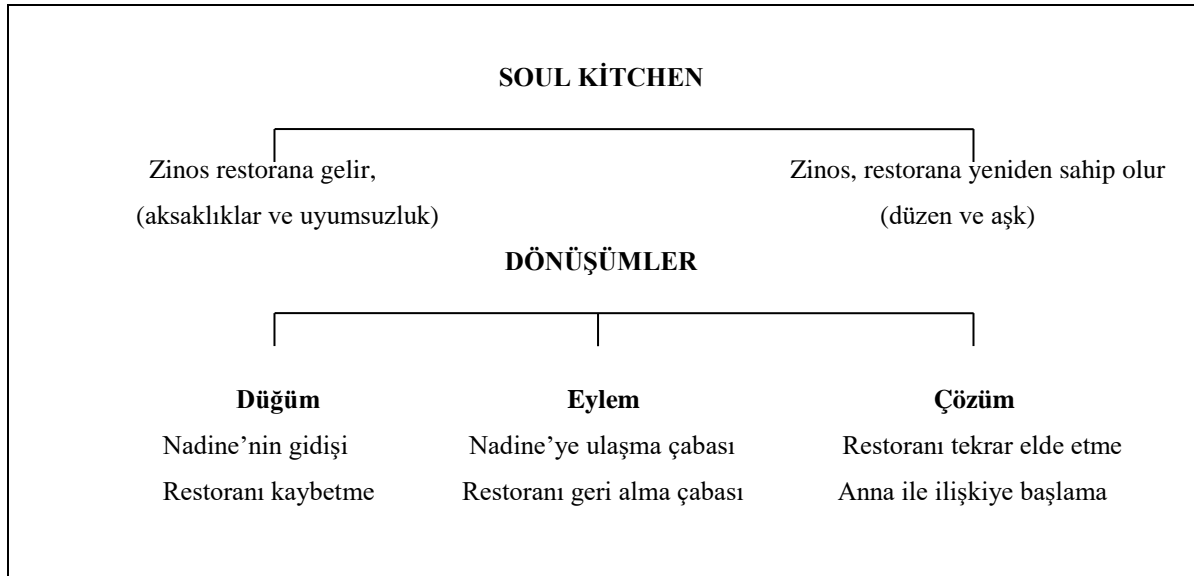 SOUL KİTCHEN
Zinos restorana gelir, Zinos, restorana yeniden sahip olur
(aksaklıklar ve uyumsuzluk) (düzen ve aşk)
DÖNÜŞÜMLER
Düğüm Eylem Çözüm
Nadine’nin gidişi Nadine’ye ulaşma çabası Restoranı tekrar elde etme
Restoranı kaybetme Restoranı geri alma çabası Anna ile ilişkiye başlama